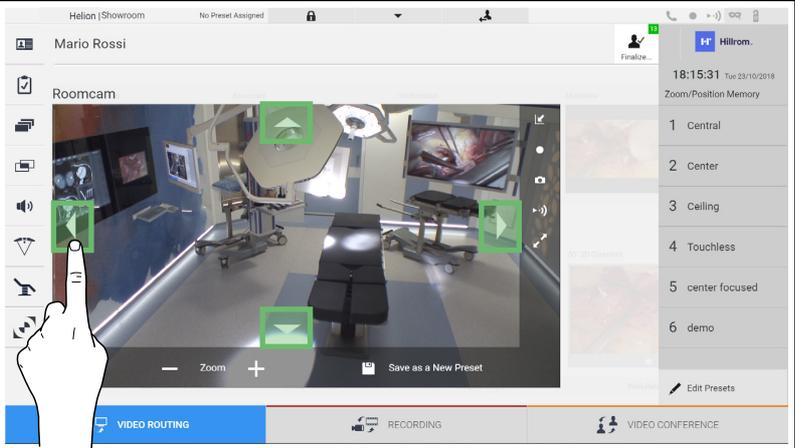 Helion | Showroom
No Preset Assigned
Mario Rossi
13
Finalize...
Hillrom.
18:15:31 Tue 23/10/2018
Zoom/Position Memory
Roomcam
1 Central
2 Center
3 Ceiling
4 Touchless
5 center focused
6 demo
Zoom
Save as a New Preset
Edit Presets
VIDEO ROUTING
RECORDING
VIDEO CONFERENCE